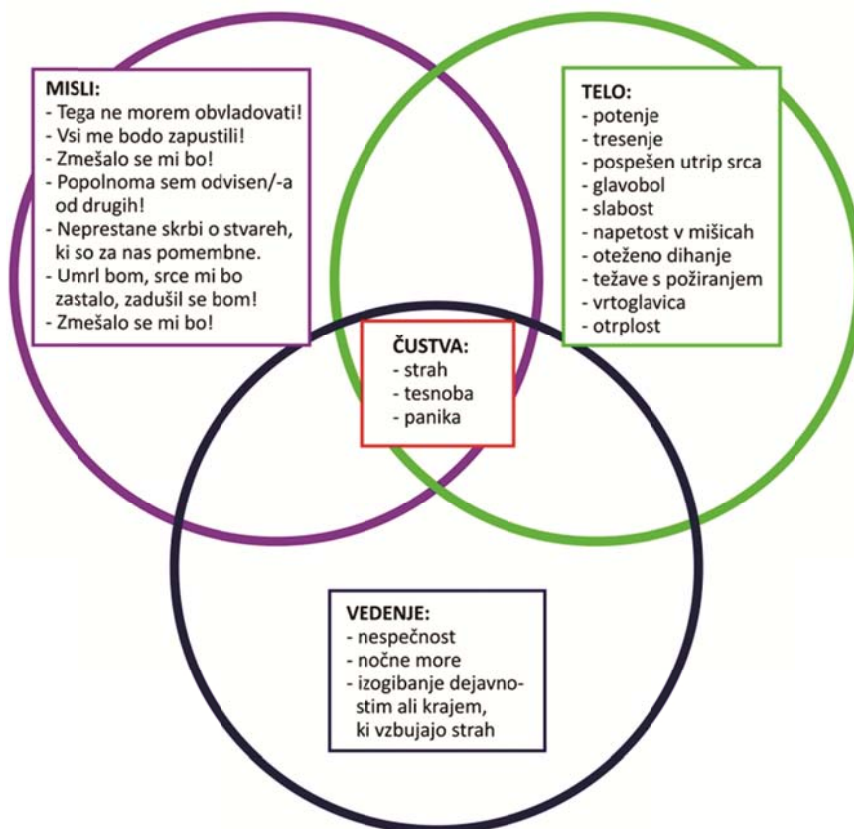 MISLI:
- Tega ne morem obvladovati!
- Vsi me bodo zapustili!
- Zmešalo se mi bo!
- Popolnoma sem odvisen/-a
od drugih!
- Neprestane skrbi o stvareh,
ki so za nas pomembne.
- Umrl bom, srce mi bo
zastalo, zadušil se bom!
- Zmešalo se mi bo!
TELO:
- potenje
- tresenje
- pospešen utrip srca
- glavobol
- slabost
- napetost v mišicah
- oteženo dihanje
- težave s požiranjem
- vrtoglavica
- otrplost
ČUSTVA:
- strah
- tesnoba
- panika
VEDENJE:
- nespečnost
- nočne more
- izogibanje dejavno-
stim ali krajem,
ki vzbujajo strah